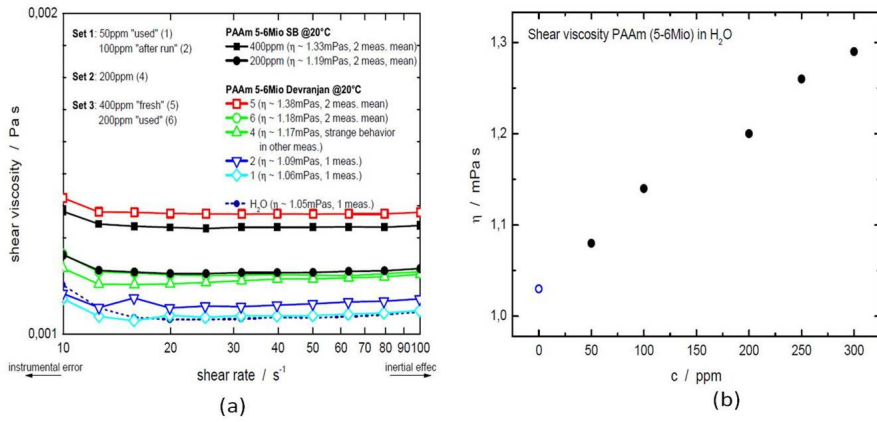 0,002
Set 1: 50ppm "used" (1)
100ppm "after run" (2)
Set 2: 200ppm (4)
Set 3: 400ppm "fresh" (5)
200ppm "used" (6)
PAAm 5-6Mio SB @20°C
400ppm (η ~ 1.33mPas, 2 meas. mean)
200ppm (η ~ 1.19mPas, 2 meas, mean)
PAAm 5-6Mio Devranjan @20°C
5 (η ~ 1.38mPas, 2 meas. mean)
6 (η ~ 1.18mPas, 2 meas. mean)
4 (η ~ 1.17mPas, strange behavior
in other meas.)
2 (η ~ 1.09mPas, 1 meas.)
1 (η ~ 1.06mPas, 1 meas.)
H₂O (η ~ 1.05mPas, 1 meas.)
shear viscosity / Pa s
0,001
10 20 30 40 50 60 70 80 90100
instrumental error
shear rate / s⁻¹
inertial effec
(a)
Shear viscosity PAAm (5-6Mio) in H₂O
1,3
1,2
1,1
1,0
η / mPa s
0 50 100 150 200 250 300
c / ppm
(b)